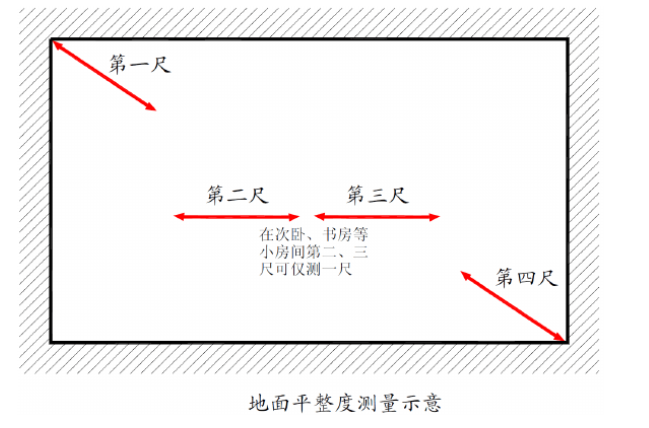 第一尺
第二尺
第三尺
在次卧、书房等
小房间第二、三
尺可仅测一尺
第四尺
地面平整度测量示意